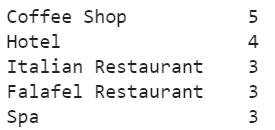 Coffee Shop 5
Hotel 4
Italian Restaurant 3
Falafel Restaurant 3
Spa 3